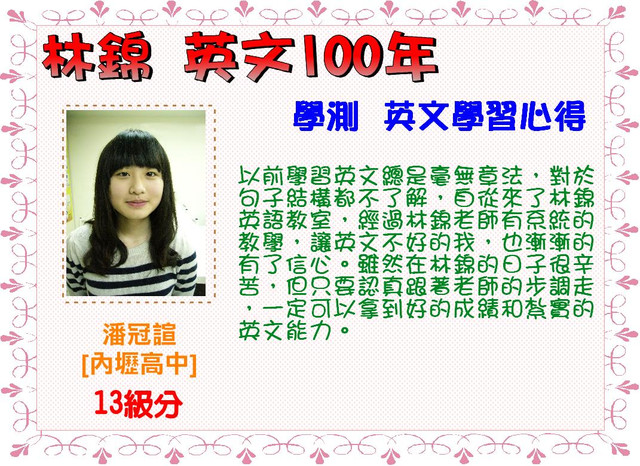 林錦 英文100年
學測 英文學習心得
以前學習英文總是毫無章法，對於
句子結構都不了解，自從來了林錦
英語教室，經過林錦老師有系統的
教學，讓英文不好的我，也漸漸的
有了信心。雖然在林錦的日子很辛
苦，但只要認真跟著老師的步調走
，一定可以拿到好的成績和紮實的
英文能力。
潘冠諠
[內壢高中]
13級分